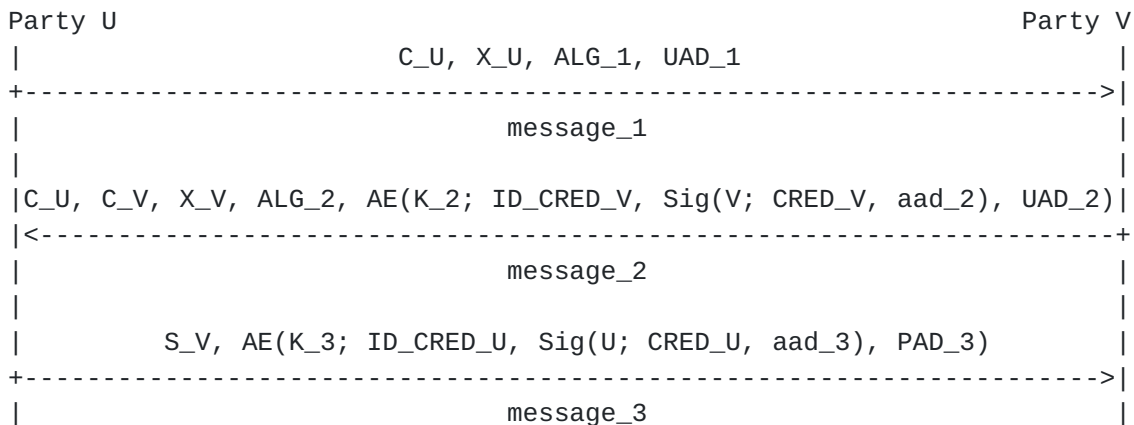 Party U                                                       Party V
|                        C_U, X_U, ALG_1, UAD_1                        |
+--------------------------------------------------------------------->|
|                               message_1                              |
|                                                                      |
|C_U, C_V, X_V, ALG_2, AE(K_2; ID_CRED_V, Sig(V; CRED_V, aad_2), UAD_2)|
|<---------------------------------------------------------------------+
|                               message_2                              |
|                                                                      |
|         S_V, AE(K_3; ID_CRED_U, Sig(U; CRED_U, aad_3), PAD_3)        |
+--------------------------------------------------------------------->|
|                               message_3                              |